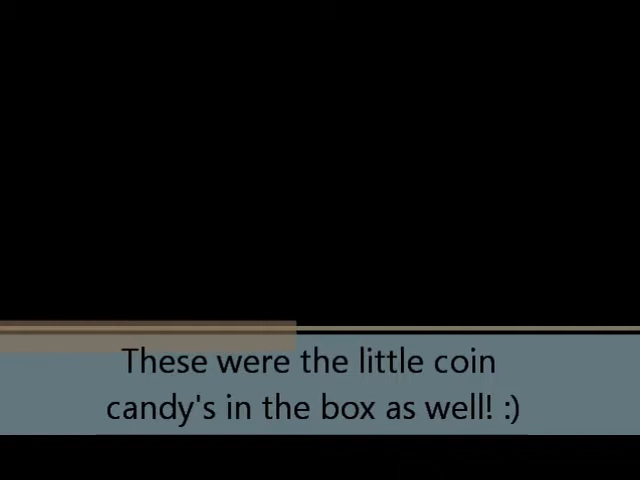 These were the little coin
candy's in the box as well! :)